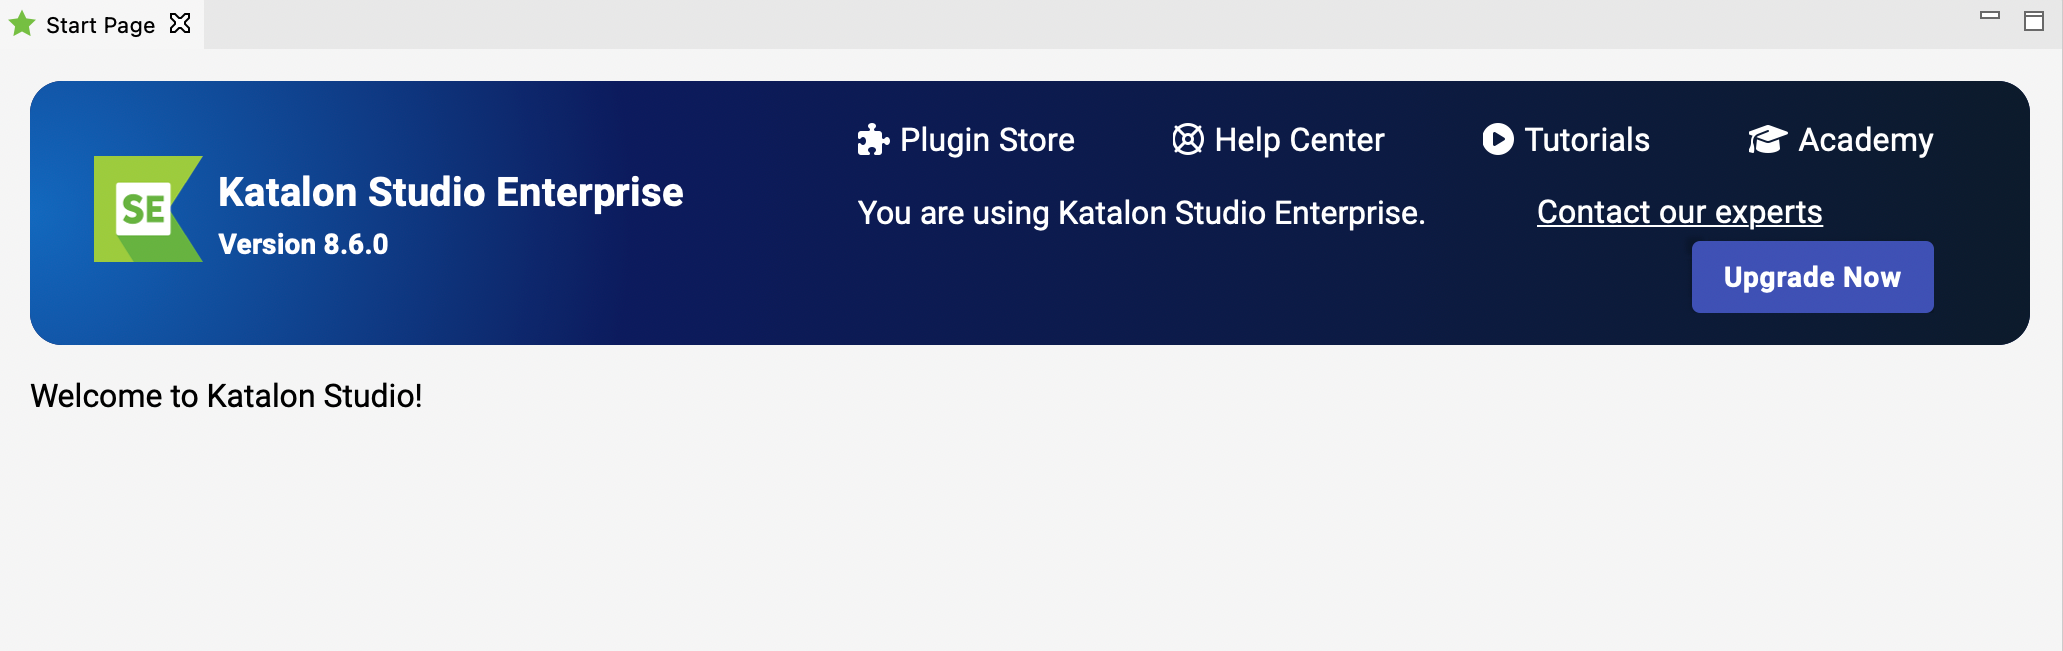 Start Page
Plugin Store Help Center Tutorials Academy
SE
Katalon Studio Enterprise
Version 8.6.0
You are using Katalon Studio Enterprise. Contact our experts
Upgrade Now
Welcome to Katalon Studio!